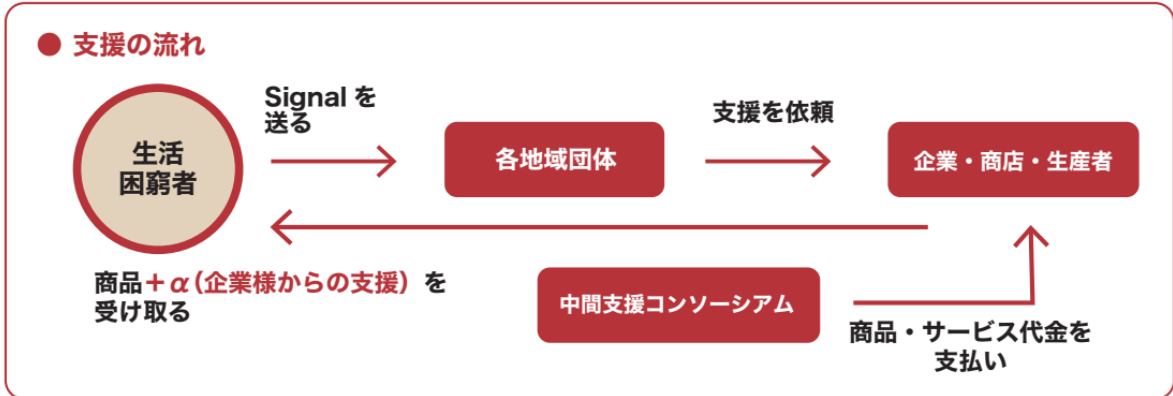 ● 支援の流れ
生活
困窮者
Signal を
送る
各地域団体
支援を依頼
企業・商店・生産者
商品+α(企業様からの支援)を
受け取る
中間支援コンソーシアム
商品・サービス代金を
支払い